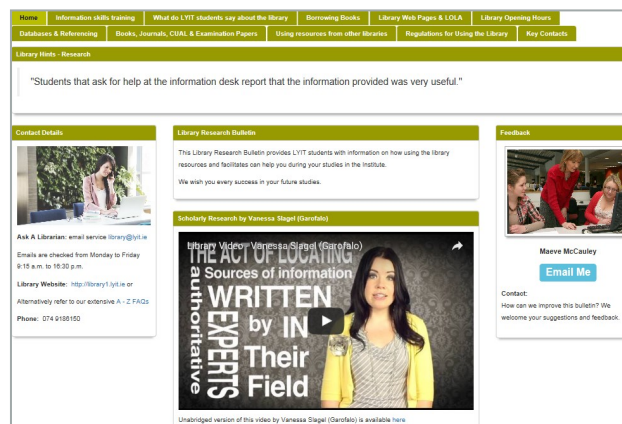 Home
Information skills training
What do LYIT students say about the library
Borrowing Books
Library Web Pages & LOLA
Library Opening Hours
Databases & Referencing
Books, Journals, CUAL & Examination Papers
Using resources from other libraries
Regulations for Using the Library
Key Contacts
Library Hints - Research
"Students that ask for help at the information desk report that the information provided was very useful."
Contact Details
Ask A Librarian: email service library@lyit.ie
Emails are checked from Monday to Friday
9:15 a.m. to 16:30 p.m.
Library Website: http://library1.lyit.ie or
Alternatively refer to our extensive A - Z FAQs
Phone: 074 9186150
Library Research Bulletin
This Library Research Bulletin provides LYIT students with information on how using the library
resources and facilitates can help you during your studies in the Institute.
We wish you every success in your future studies.
Scholarly Research by Vanessa Slagel (Garofalo)
Library Video - Vanessa Slagel (Garofalo)
THE ACT OF LOCATING
authoritative
Sources of information
WRITTEN
EXPERTS
by IN
Their
Field
Unabridged version of this video by Vanessa Slagel (Garofalo) is available here
Feedback
Maeve McCauley
Email Me
Contact:
How can we improve this bulletin? We
welcome your suggestions and feedback.